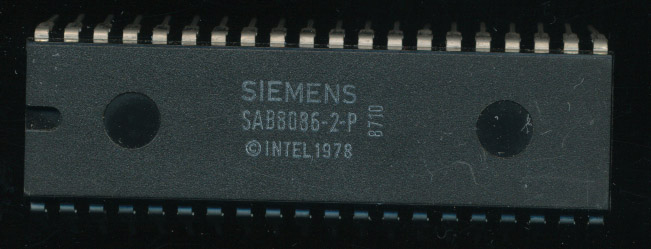 SIEMENS
SAB8086-2-P
© INTEL 1978
8710